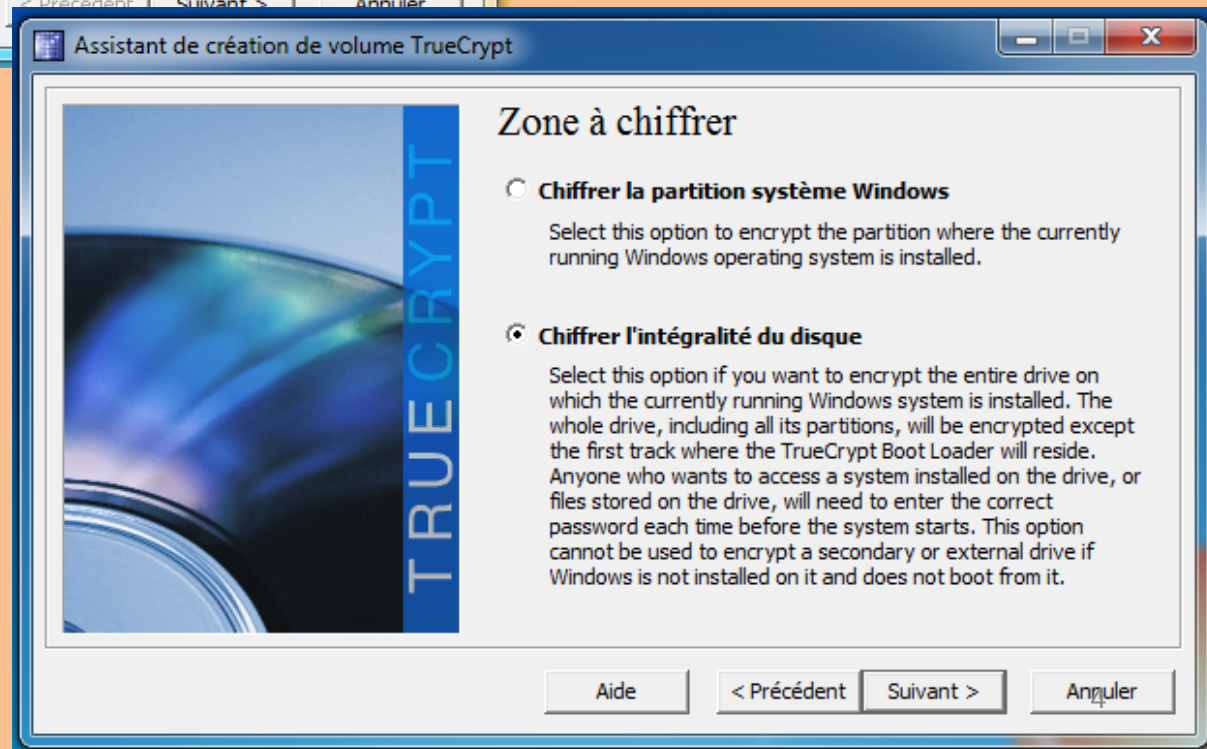 < Précédent Suivant > Annuler
Assistant de création de volume TrueCrypt
TRUECRYPT
Zone à chiffrer
Chiffrer la partition système Windows
Select this option to encrypt the partition where the currently
running Windows operating system is installed.
Chiffrer l'intégralité du disque
Select this option if you want to encrypt the entire drive on
which the currently running Windows system is installed. The
whole drive, including all its partitions, will be encrypted except
the first track where the TrueCrypt Boot Loader will reside.
Anyone who wants to access a system installed on the drive, or
files stored on the drive, will need to enter the correct
password each time before the system starts. This option
cannot be used to encrypt a secondary or external drive if
Windows is not installed on it and does not boot from it.
Aide < Précédent Suivant > Annuler
4